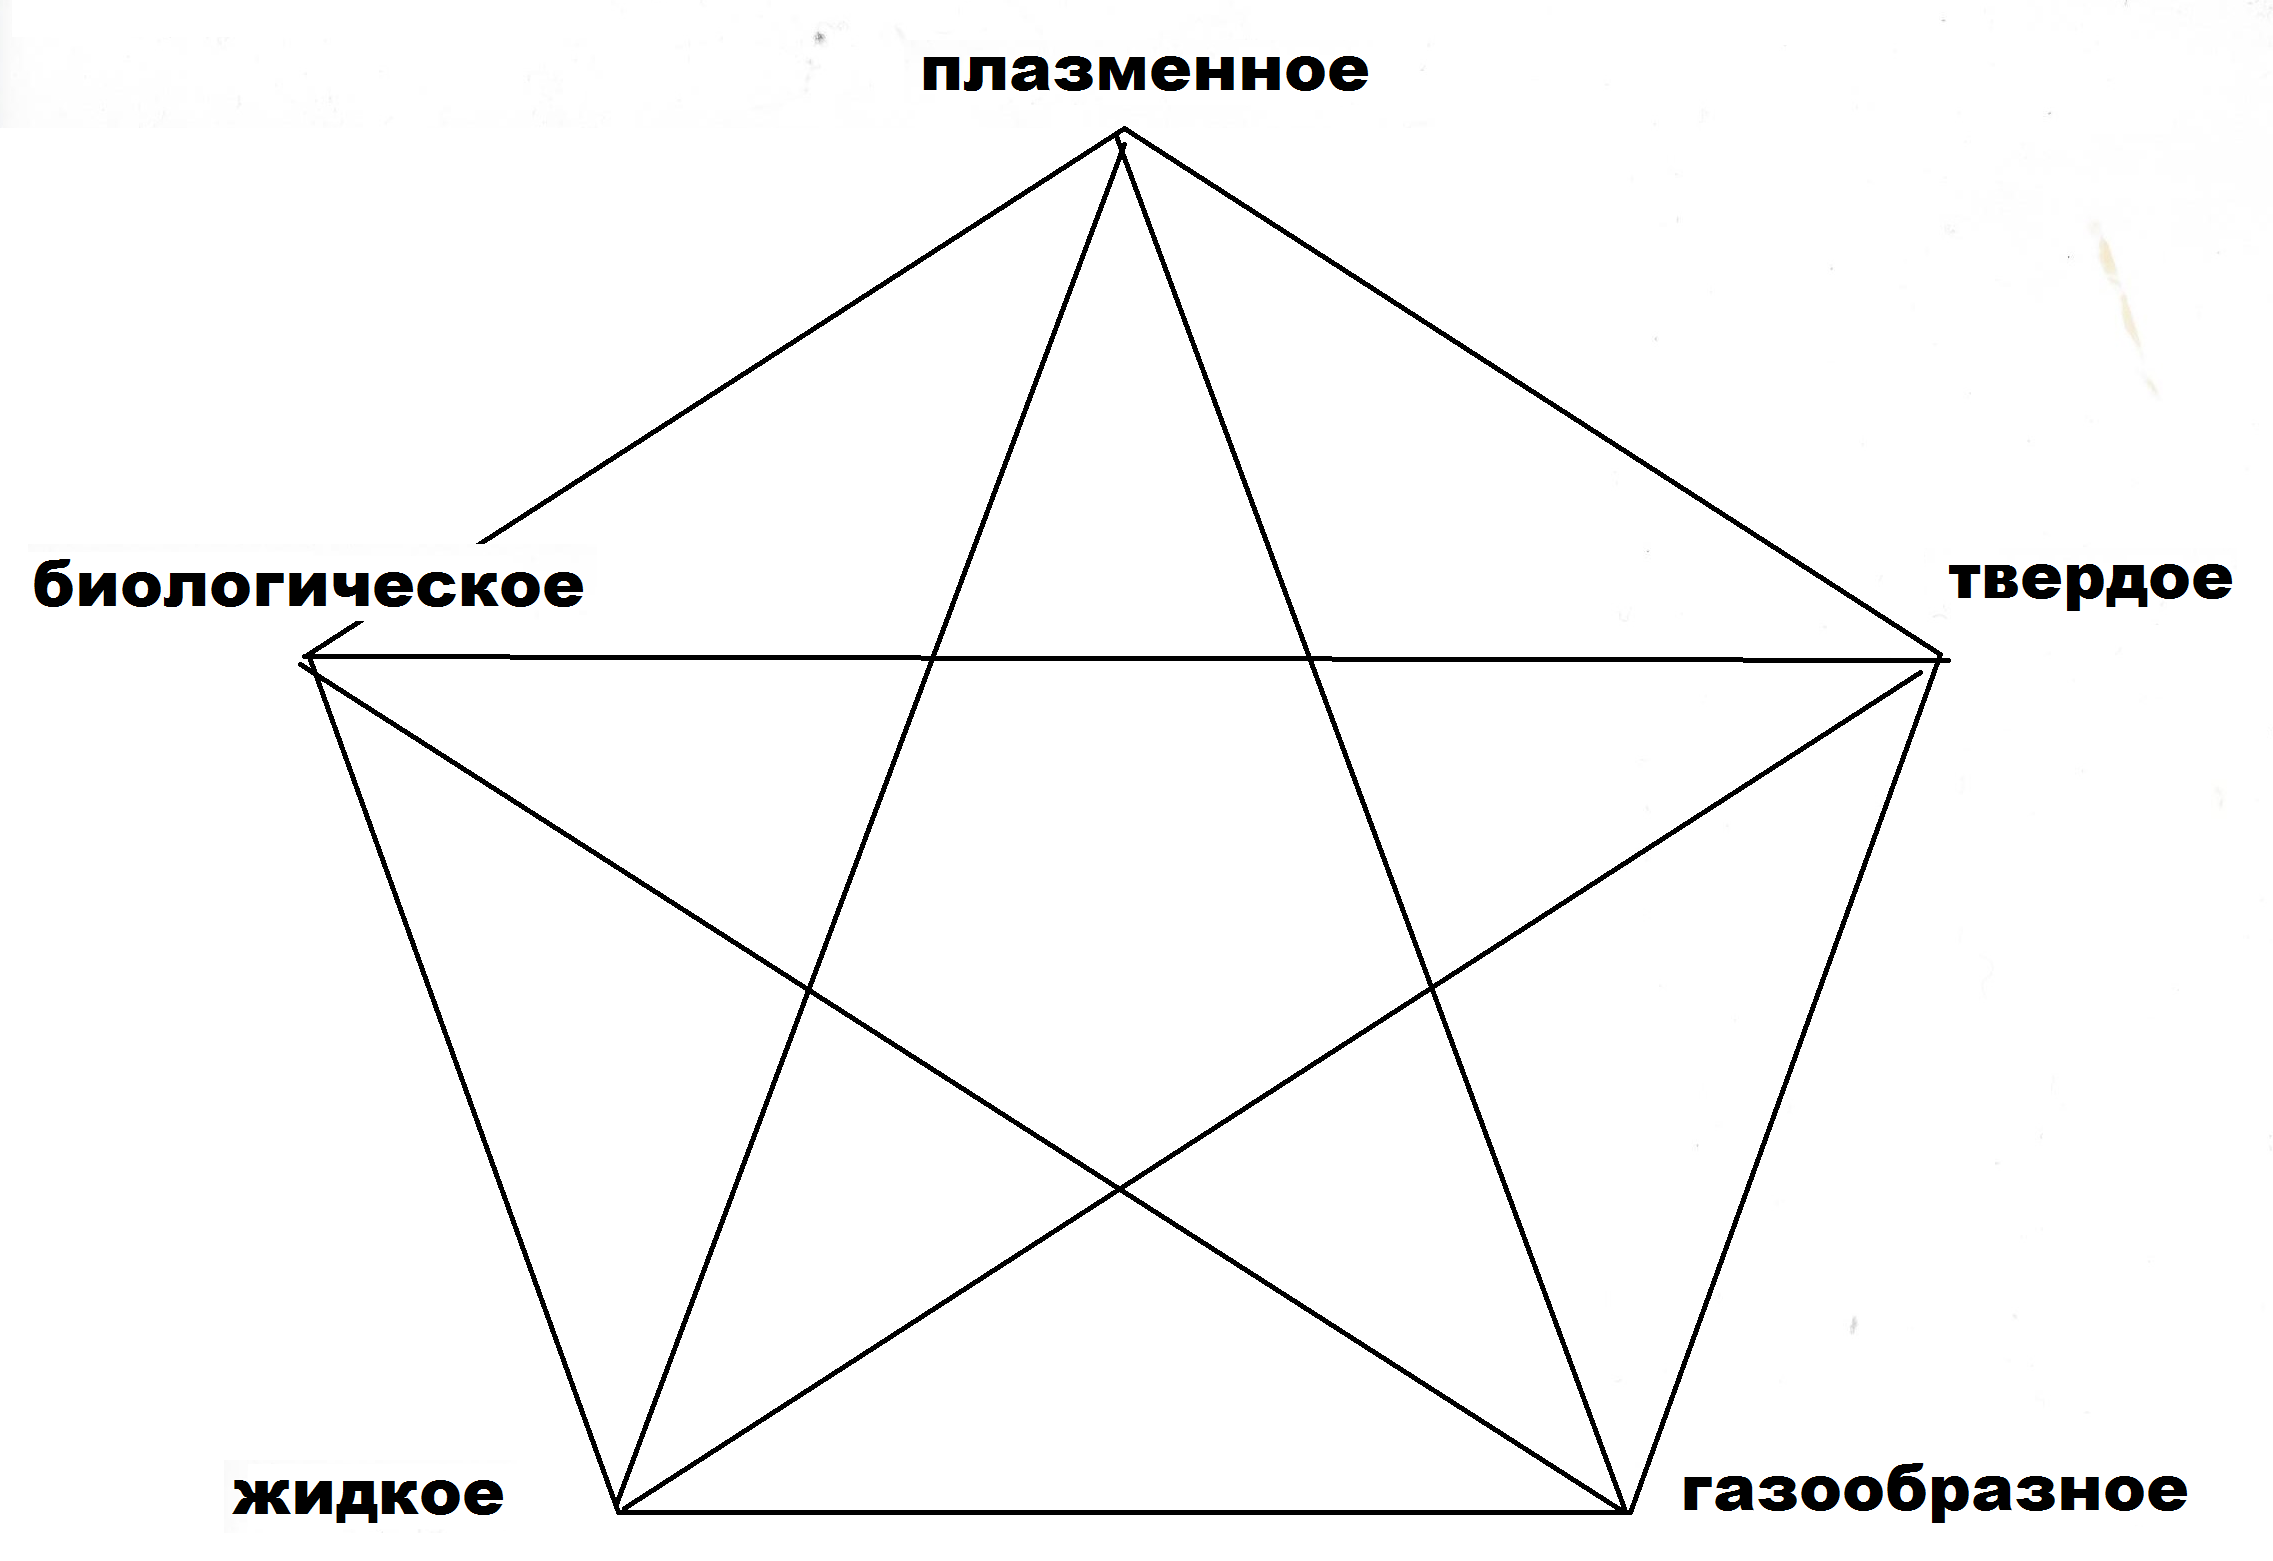 плазменное
биологическое
твердое
жидкое
газообразное